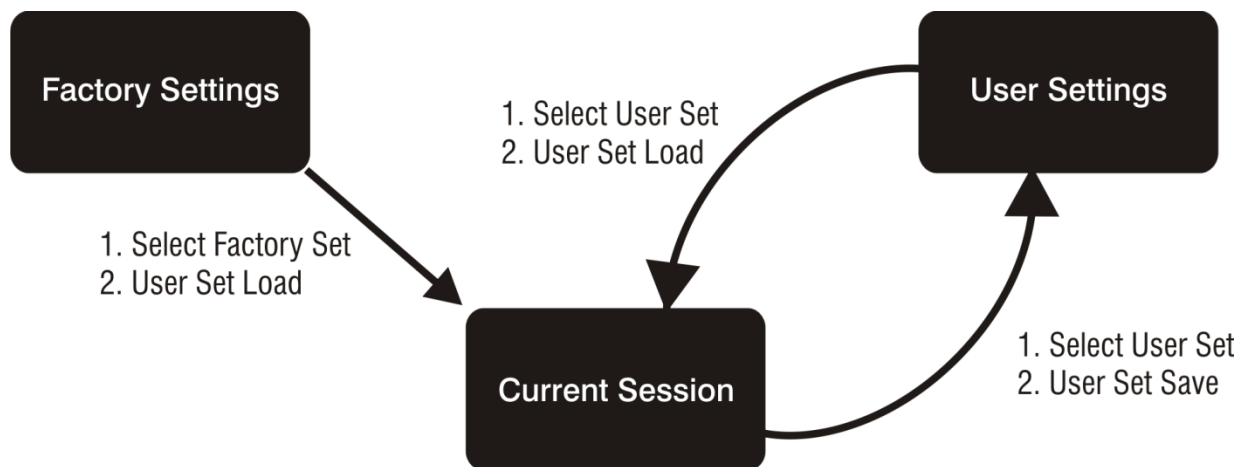 Factory Settings
User Settings
1. Select User Set
2. User Set Load
1. Select Factory Set
2. User Set Load
Current Session
1. Select User Set
2. User Set Save